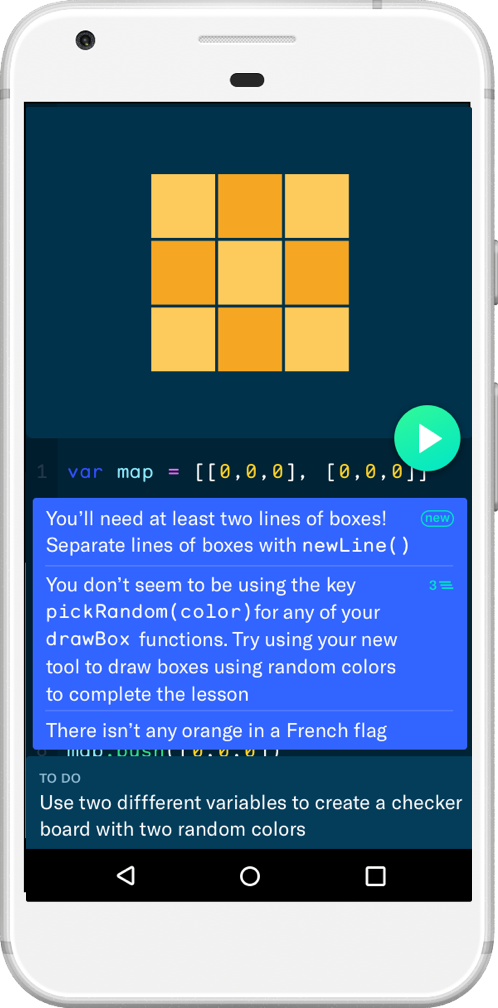 1 var map = [[0,0,0], [0,0,0]]
You'll need at least two lines of boxes! new
Separate lines of boxes with newLine()
You don't seem to be using the key 3
pickRandom(color)for any of your
drawBox functions. Try using your new
tool to draw boxes using random colors
to complete the lesson
There isn't any orange in a French flag
map.push([0,0,0])
TO DO
Use two diffferent variables to create a checker
board with two random colors